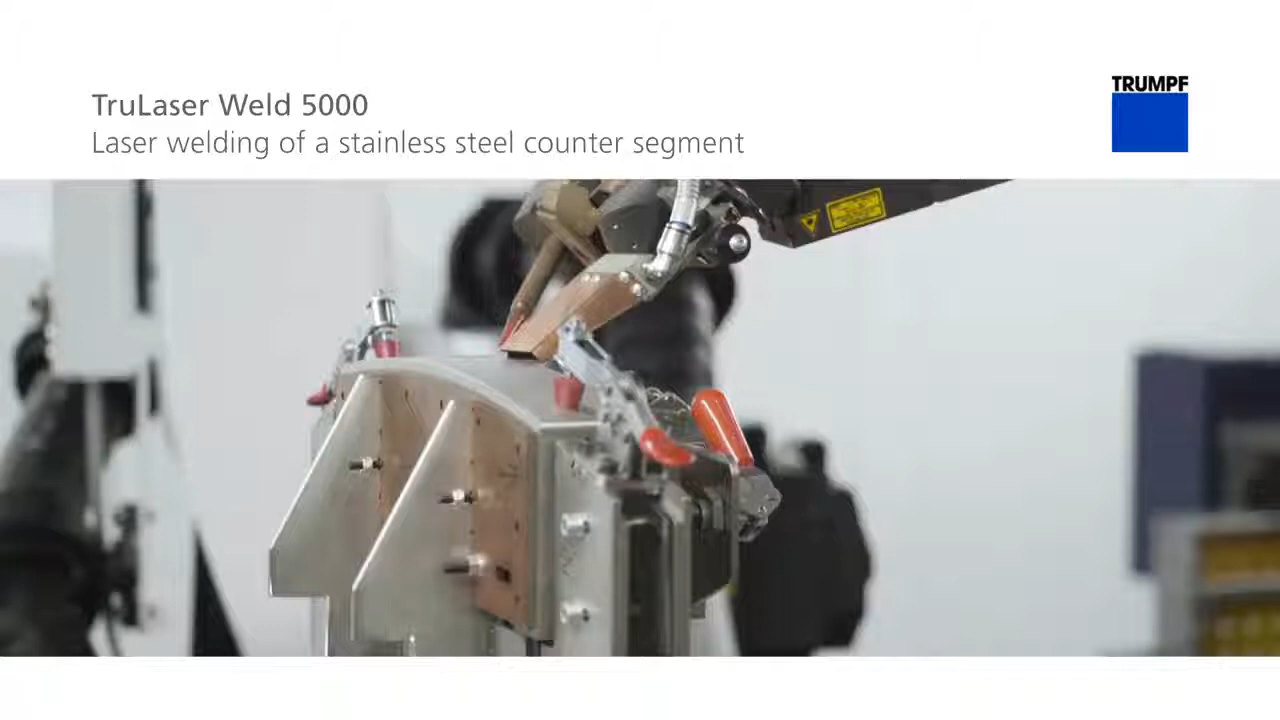 TruLaser Weld 5000
Laser welding of a stainless steel counter segment
TRUMPF